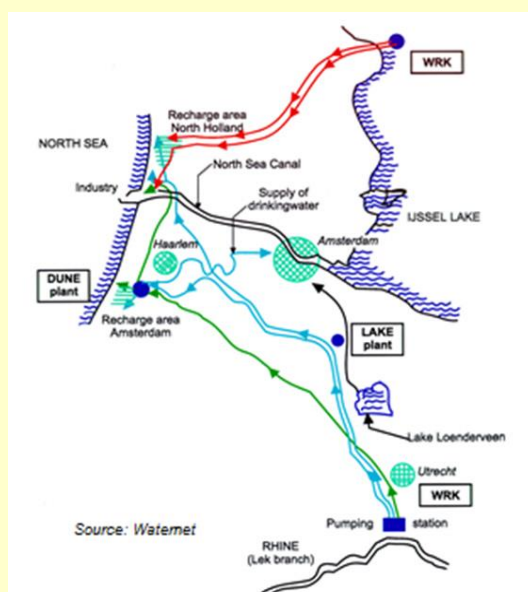 WRK
Recharge area
North Holland
NORTH SEA
North Sea Canal
Industry
Supply of
drinkingwater
IJSSEL LAKE
Amsterdam
Haarlem
DUNE
plant
Recharge area
Amsterdam
LAKE
plant
Lake Loenderveen
Utrecht
WRK
Pumping station
Source: Waternet
RHINE
(Lek branch)